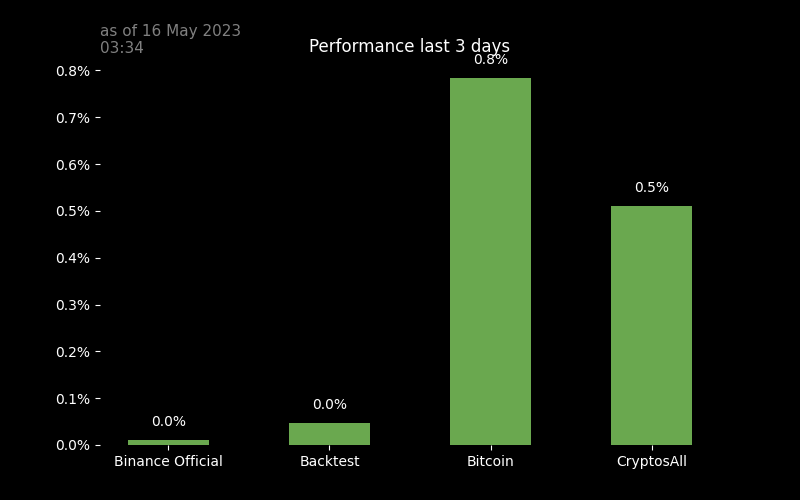 as of 16 May 2023
03:34
Performance last 3 days
0.8%
0.8%
0.7%
0.6%
0.5%
0.5%
0.4%
0.3%
0.2%
0.1%
0.0%
0.0%
0.0%
Binance Official
Backtest
Bitcoin
CryptosAll